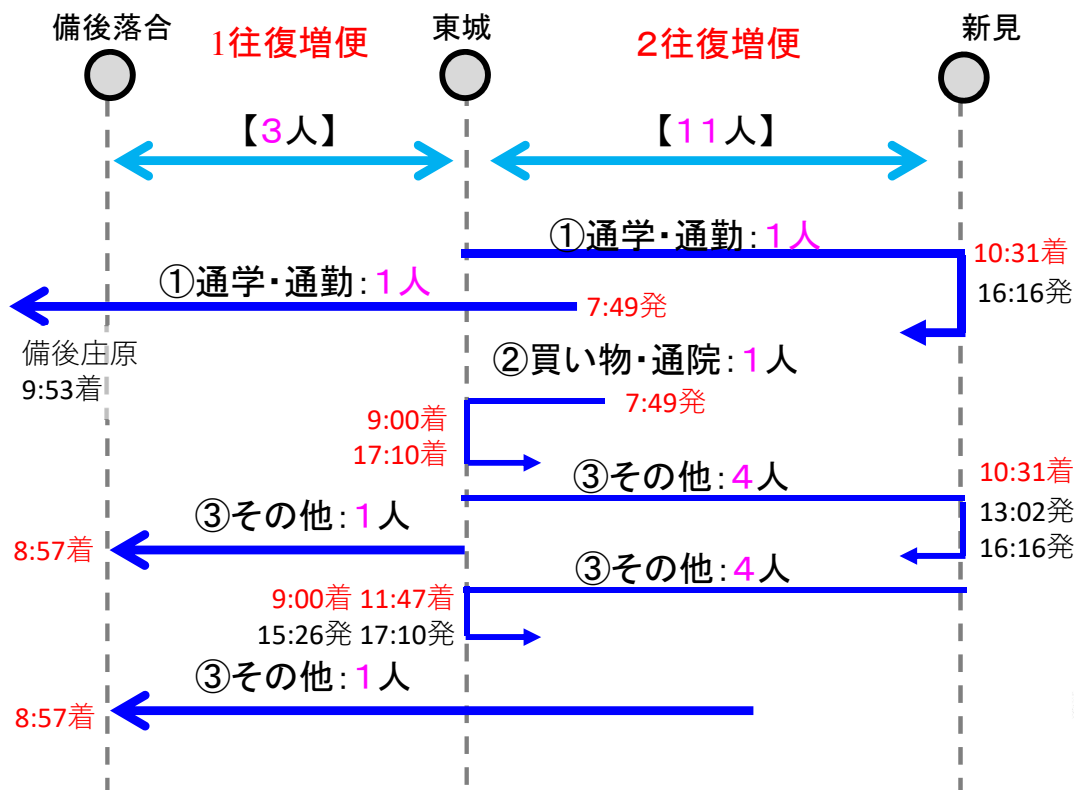 備後落合
1往復増便
東城
2往復増便
新見
【3人】
【11人】
①通学・通勤：1人
10:31着
16:16発
①通学・通勤：1人
7:49発
備後庄原
9:53着
②買い物・通院：1人
7:49発
9:00着
17:10着
③その他：4人
10:31着
13:02発
16:16発
③その他：1人
8:57着
③その他：4人
9:00着 11:47着
15:26発 17:10発
③その他：1人
8:57着